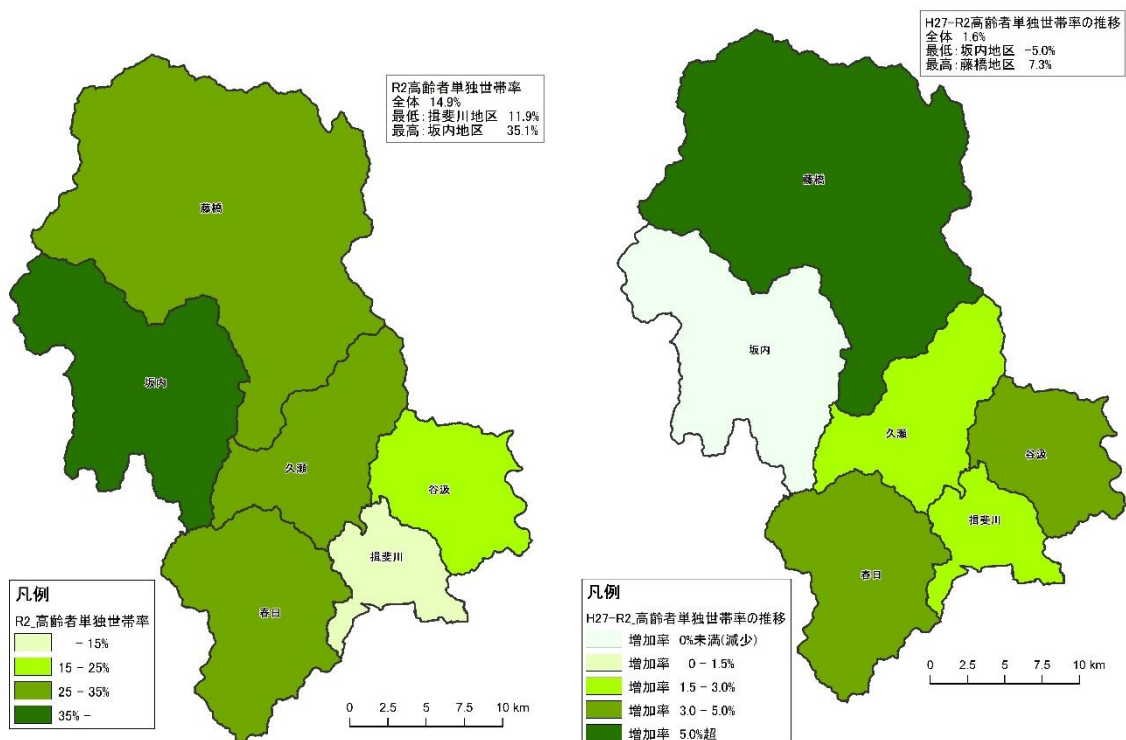 R2高齢者単独世帯率
全体 14.9%
最低:揖斐川地区 11.9%
最高:坂内地区 35.1%
藤橋
坂内
久瀬
谷汲
揖斐川
春日
凡例
R2_高齢者単独世帯率
- 15%
15 - 25%
25 - 35%
35% -
0 2.5 5 10 km
H27-R2高齢者単独世帯率の推移
全体 1.6%
最低:坂内地区 -5.0%
最高:藤橋地区 7.3%
藤橋
坂内
久瀬
谷汲
揖斐川
春日
凡例
H27-R2_高齢者単独世帯率の推移
増加率 0%未満(減少)
増加率 0 - 1.5%
増加率 1.5 - 3.0%
増加率 3.0 - 5.0%
増加率 5.0%超
0 2.5 5 10 km